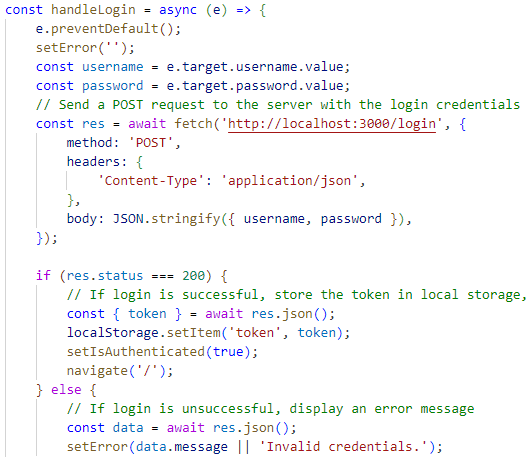 const handleLogin = async (e) => {
e.preventDefault();
setError('');
const username = e.target.username.value;
const password = e.target.password.value;
// Send a POST request to the server with the login credentials
const res = await fetch('http://localhost:3000/login', {
method: 'POST',
headers: {
'Content-Type': 'application/json',
},
body: JSON.stringify({ username, password }),
});
if (res.status === 200) {
// If login is successful, store the token in local storage,
const { token } = await res.json();
localStorage.setItem('token', token);
setIsAuthenticated(true);
navigate('/');
} else {
// If login is unsuccessful, display an error message
const data = await res.json();
setError(data.message || 'Invalid credentials.');